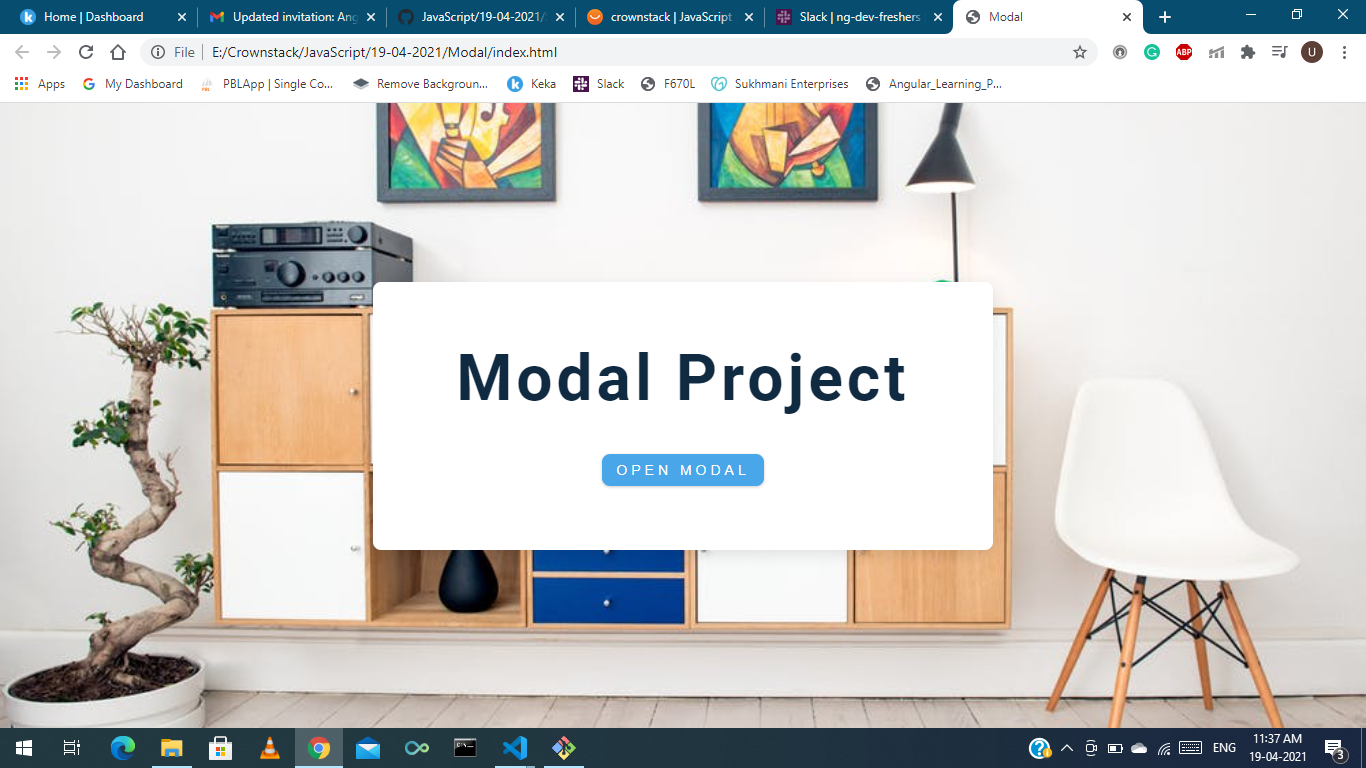 Home | Dashboard
Updated invitation: Ang
JavaScript/19-04-2021/
crownstack | JavaScript
Slack | ng-dev-freshers
Modal
File
E:/Crownstack/JavaScript/19-04-2021/Modal/index.html
ABP
U
Apps
My Dashboard
PBLApp | Single Co...
Remove Backgroun...
Keka
Slack
F670L
Sukhmani Enterprises
Angular_Learning_P...
Modal Project
OPEN MODAL
ENG
11:37 AM
19-04-2021
3